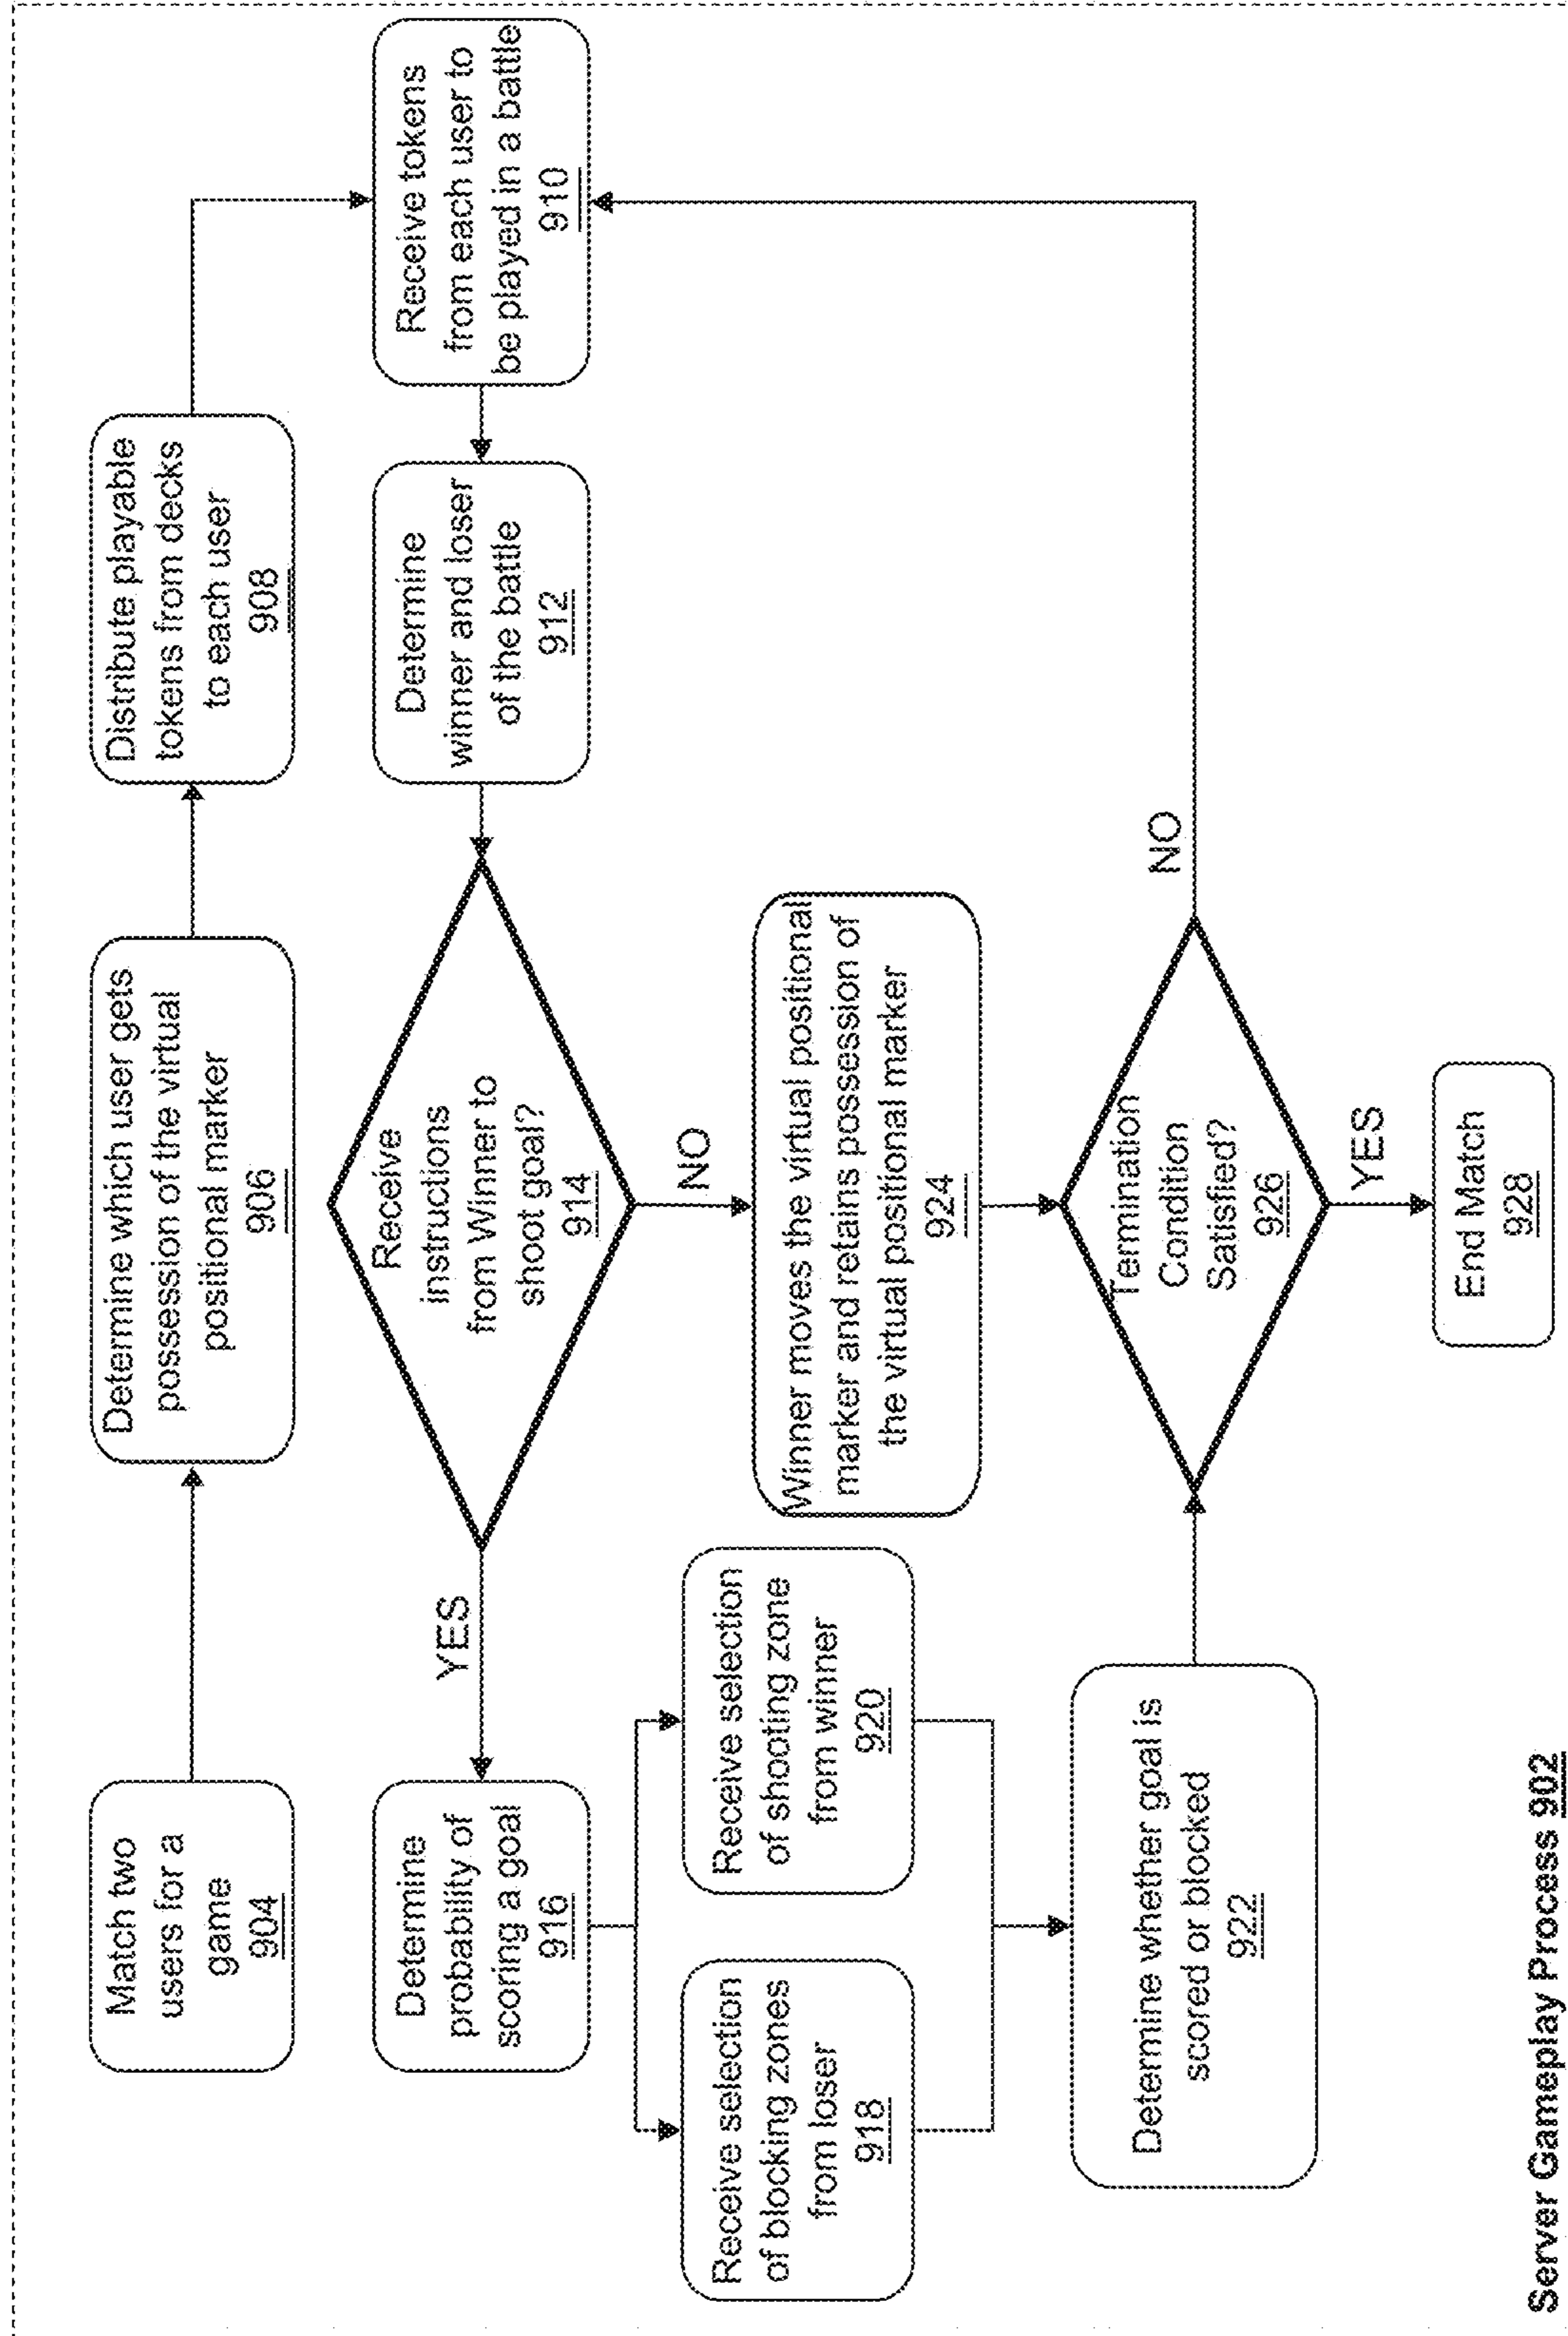 Match two
users for a
game
904
Determine which user gets
possession of the virtual
positional marker
906
Distribute playable
tokens from decks
to each user
908
Receive tokens
from each user to
be played in a battle
910
Determine
winner and loser
of the battle
912
Receive
instructions
from Winner to
shoot goal?
914
YES
NO
Determine
probability of
scoring a goal
916
Receive selection
of blocking zones
from loser
918
Receive selection
of shooting zone
from winner
920
Determine whether goal is
scored or blocked
922
Winner moves the virtual positional
marker and retains possession of
the virtual positional marker
924
Termination
Condition
Satisfied?
926
NO
YES
End Match
928
Server Gameplay Process 902